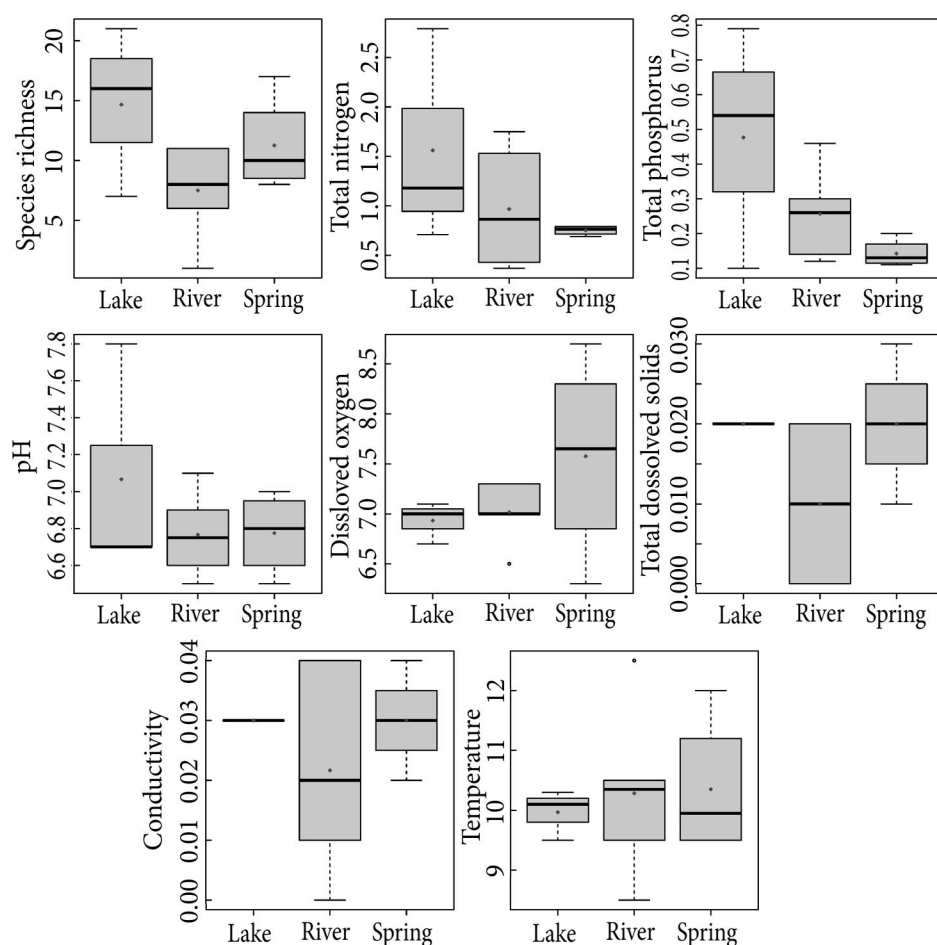 Species richness
5 10 15 20
Lake River Spring
Total nitrogen
0.5 1.0 1.5 2.0 2.5
Lake River Spring
Total phosphorus
0.1 0.2 0.3 0.4 0.5 0.6 0.7 0.8
Lake River Spring
pH
6.6 6.8 7.0 7.2 7.4 7.6 7.8
Lake River Spring
Dissloved oxygen
6.5 7.0 7.5 8.0 8.5
Lake River Spring
Total dossolved solids
0.000 0.010 0.020 0.030
Lake River Spring
Conductivity
0.00 0.01 0.02 0.03 0.04
Lake River Spring
Temperature
9 10 11 12
Lake River Spring